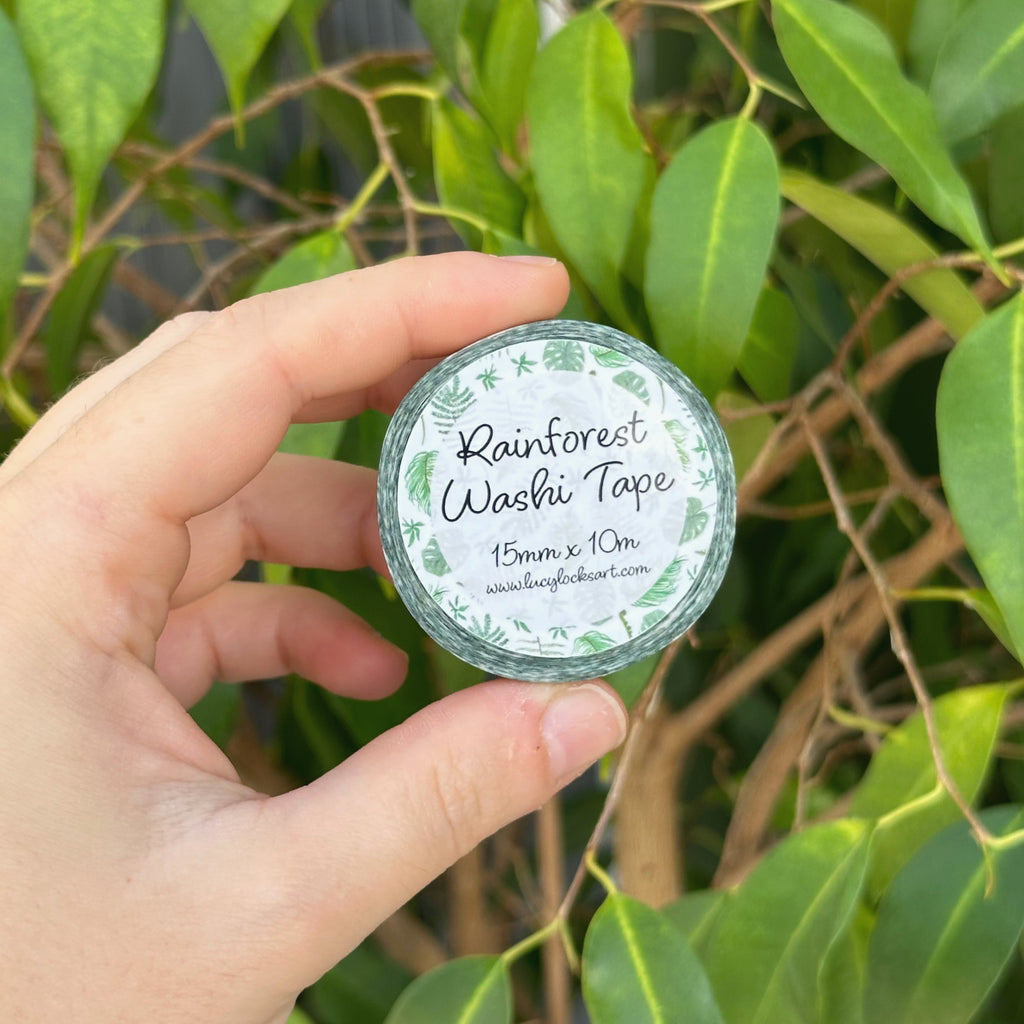 Rainforest
Washi Tape
15mm x 10m
www.lucylocksart.com